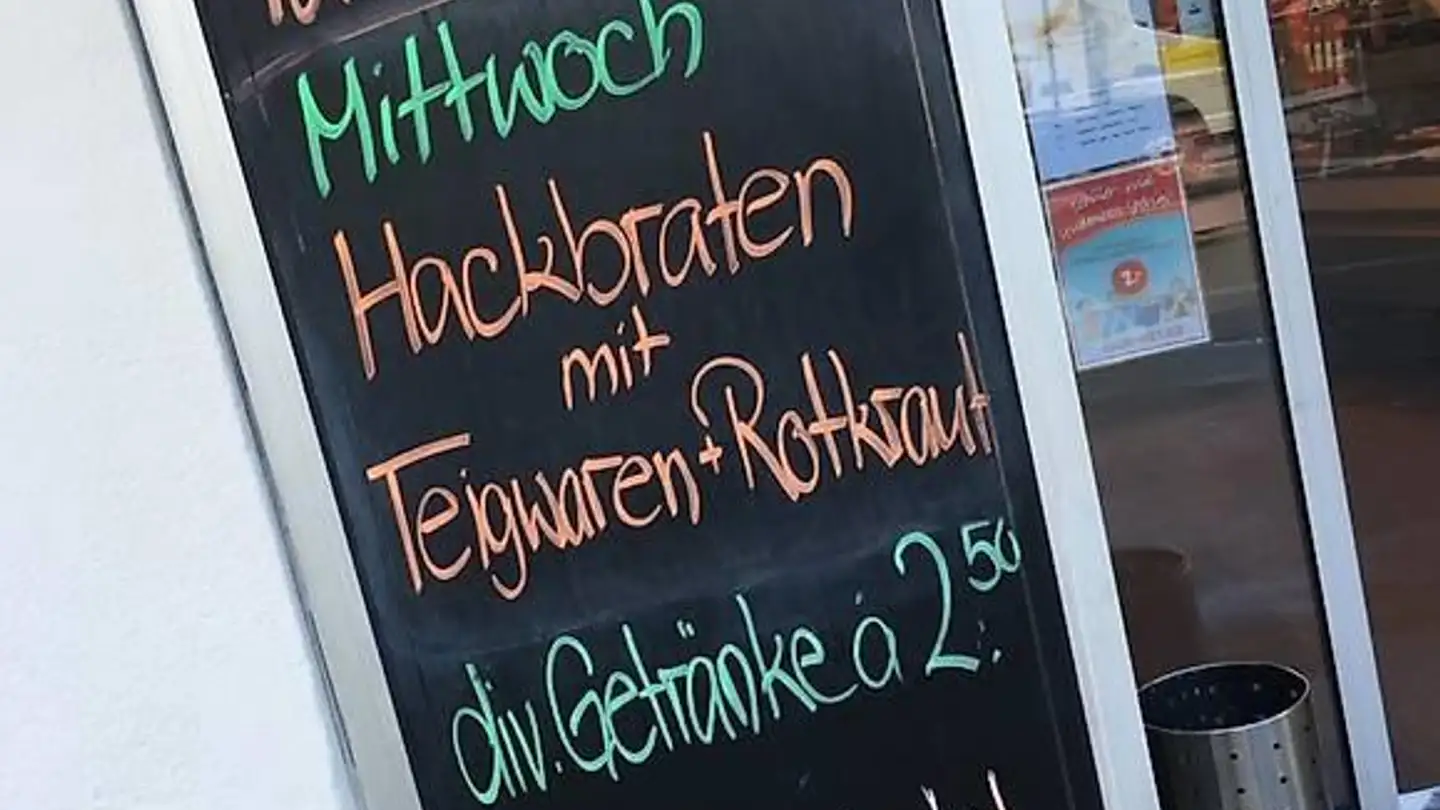 Mittwoch
Hackbraten
mit
Teigwaren + Rotkraut
div. Getränke à 2.50